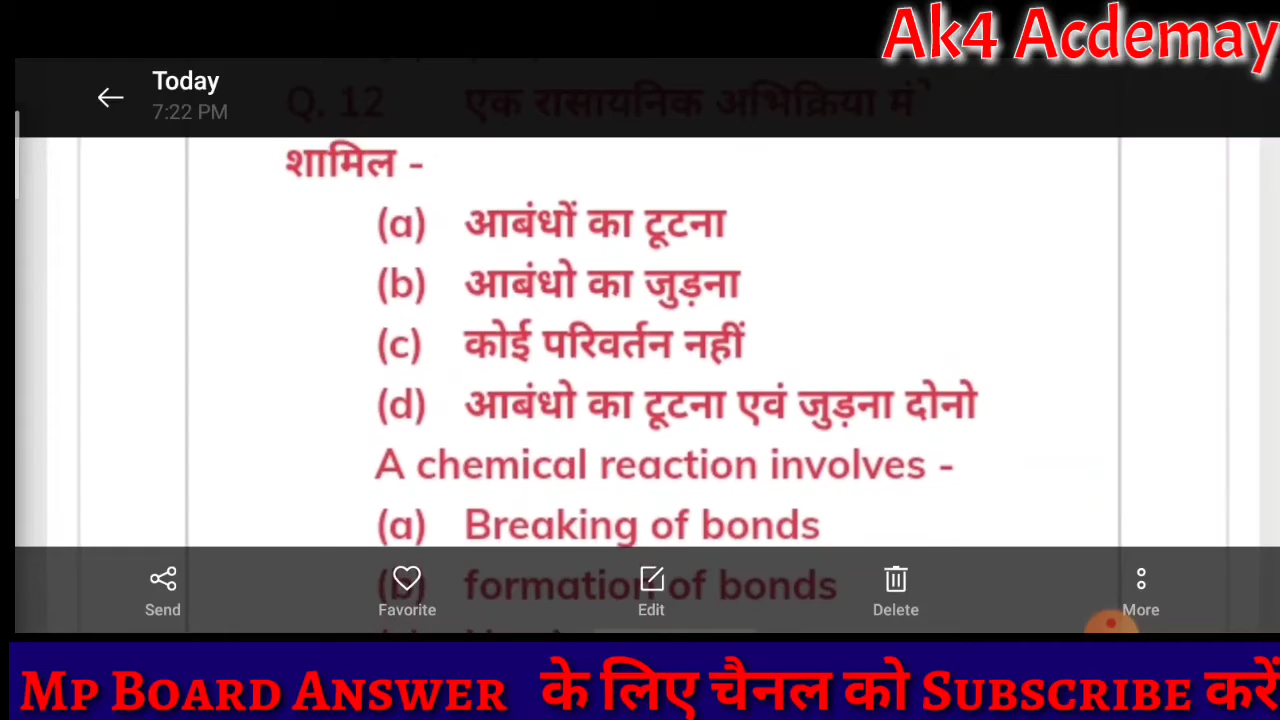 Ak4 Acdemay
Today
7:22 PM
Q. 12 एक रासायनिक अभिक्रिया में
शामिल -
(a) आबंधों का टूटना
(b) आबंधो का जुड़ना
(c) कोई परिवर्तन नहीं
(d) आबंधो का टूटना एवं जुड़ना दोनो
A chemical reaction involves -
(a) Breaking of bonds
(b) formation of bonds
Send Favorite Edit Delete More
Mp Board Answer के लिए चैनल को Subscribe करें